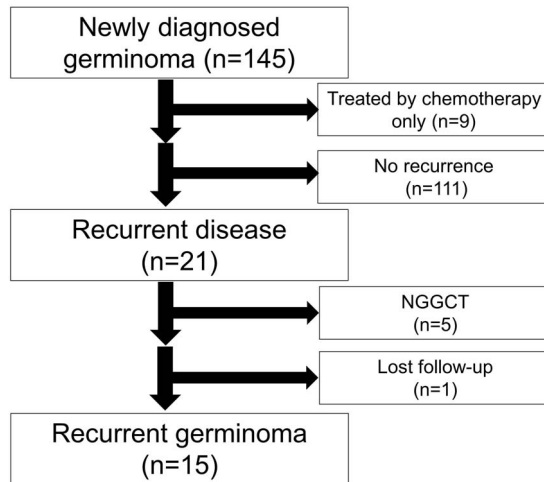 Newly diagnosed
germinoma (n=145)
Treated by chemotherapy
only (n=9)
No recurrence
(n=111)
Recurrent disease
(n=21)
NGGCT
(n=5)
Lost follow-up
(n=1)
Recurrent germinoma
(n=15)